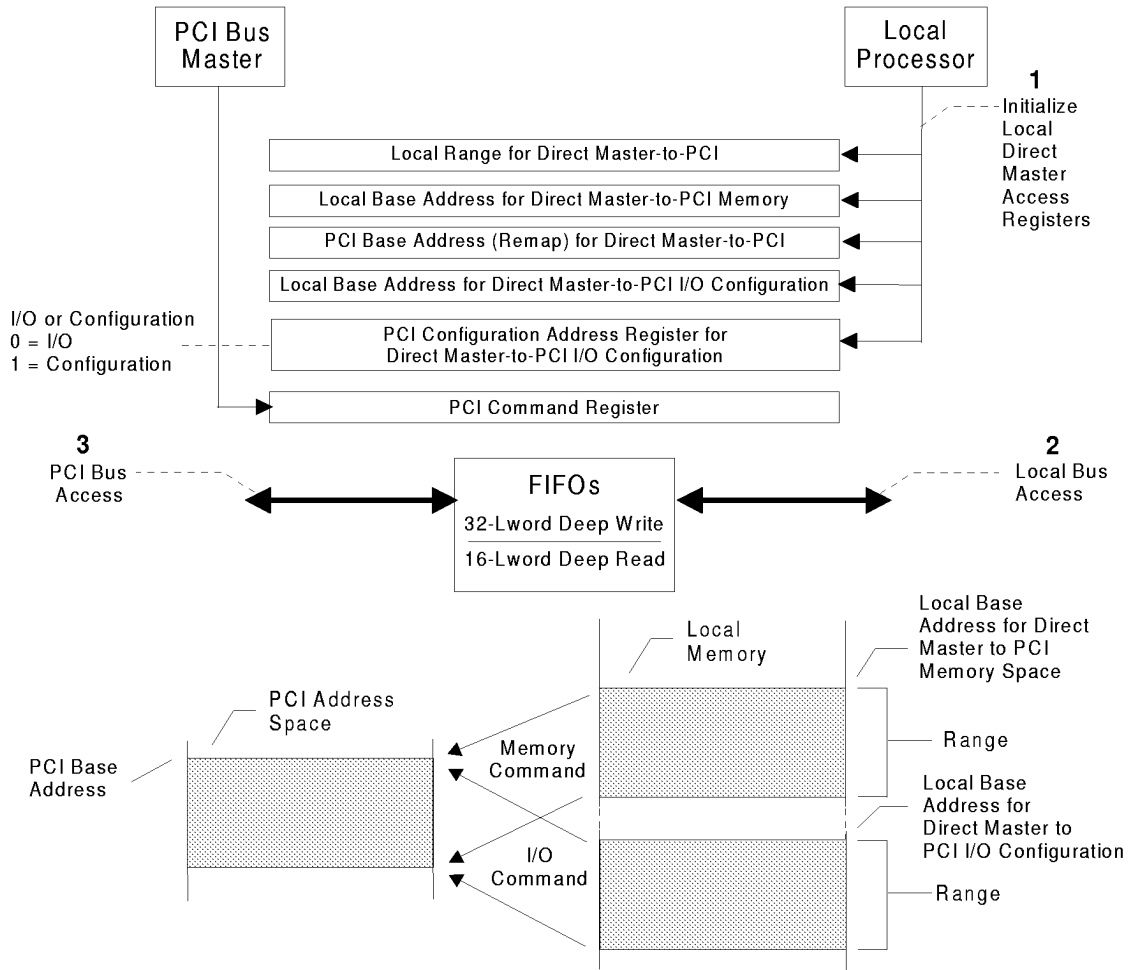 PCI Bus
Master
Local
Processor
1
Initialize
Local
Direct
Master
Access
Registers
Local Range for Direct Master-to-PCI
Local Base Address for Direct Master-to-PCI Memory
PCI Base Address (Remap) for Direct Master-to-PCI
Local Base Address for Direct Master-to-PCI I/O Configuration
I/O or Configuration
0 = I/O
1 = Configuration
PCI Configuration Address Register for
Direct Master-to-PCI I/O Configuration
PCI Command Register
3
PCI Bus
Access
FIFOs
32-Lword Deep Write
16-Lword Deep Read
2
Local Bus
Access
Local
Memory
Local Base
Address for Direct
Master to PCI
Memory Space
PCI Address
Space
PCI Base
Address
Memory
Command
Range
Local Base
Address for
Direct Master to
PCI I/O Configuration
I/O
Command
Range